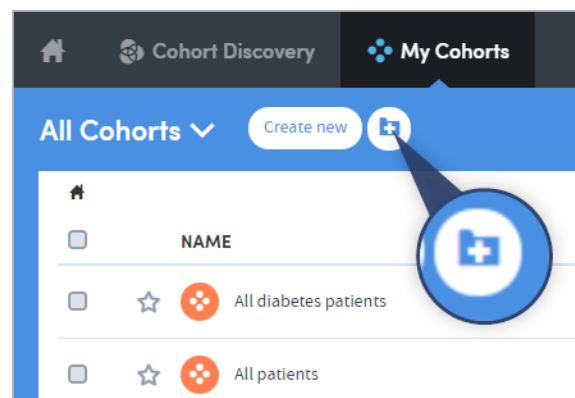 Cohort Discovery
My Cohorts
All Cohorts
Create new
NAME
All diabetes patients
All patients